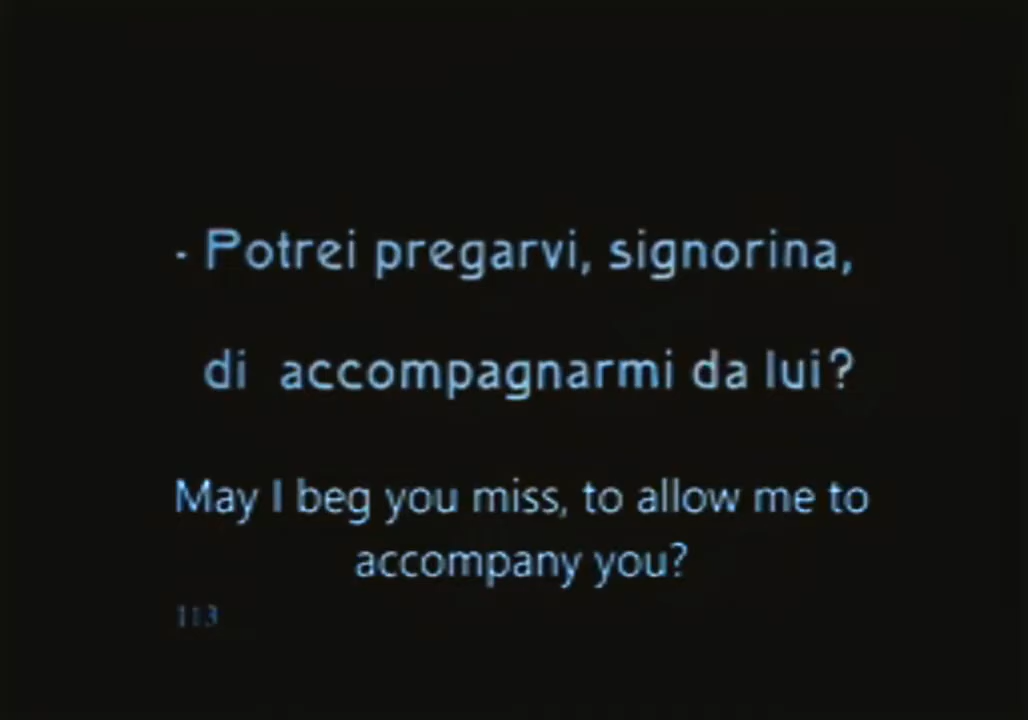 - Potrei pregarvi, signorina,
di accompagnarmi da lui?
May I beg you miss, to allow me to
accompany you?
113